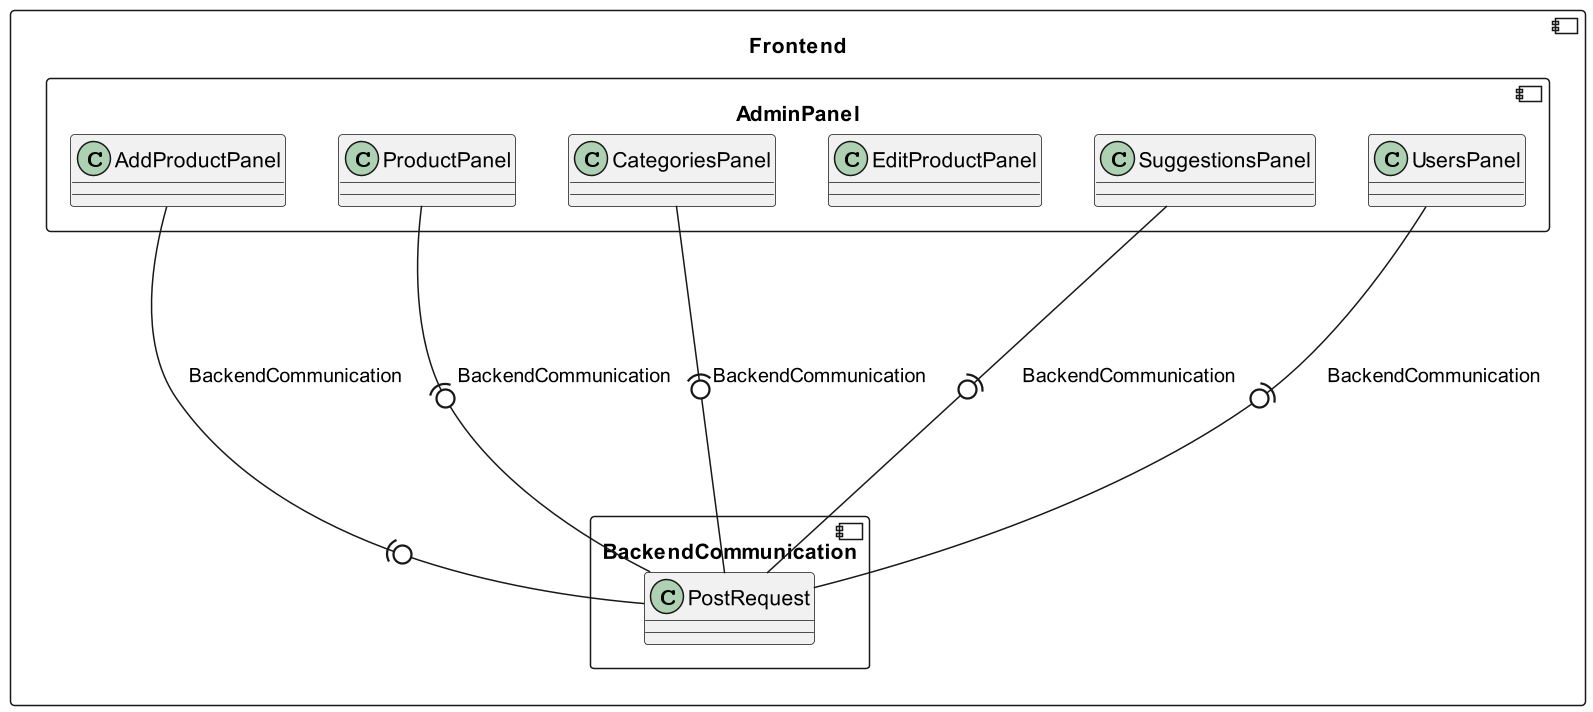 Frontend
AdminPanel
C AddProductPanel
C ProductPanel
C CategoriesPanel
C EditProductPanel
C SuggestionsPanel
C UsersPanel
BackendCommunication
BackendCommunication
BackendCommunication
BackendCommunication
BackendCommunication
BackendCommunication
C PostRequest